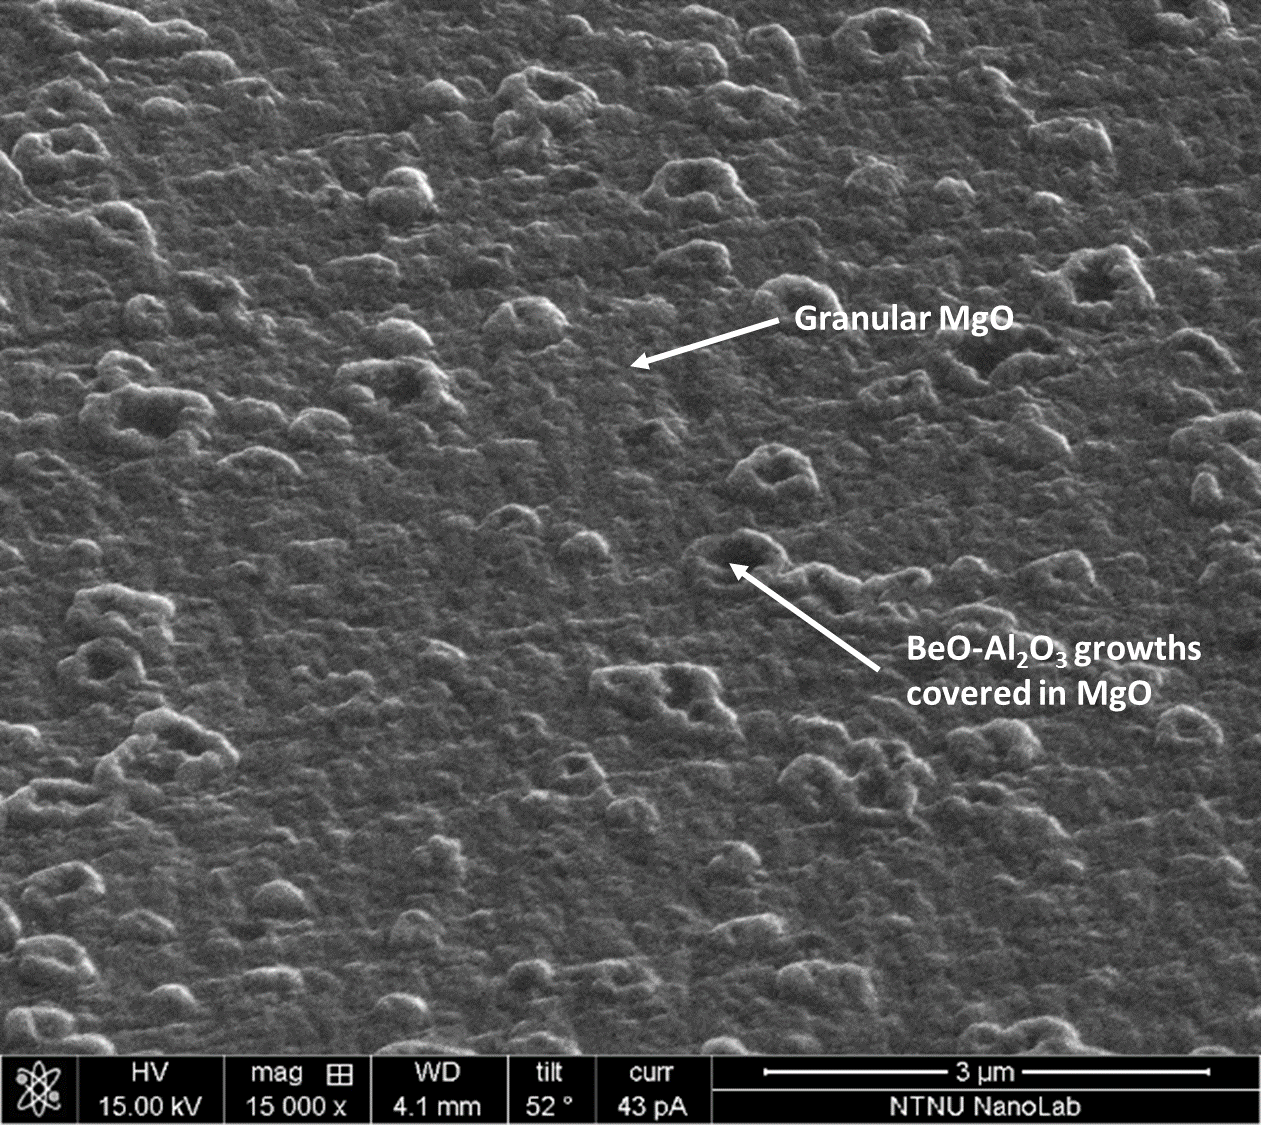 Granular MgO
BeO-Al₂O₃ growths
covered in MgO
HV
15.00 kV
mag
15 000 x
WD
4.1 mm
tilt
52 °
curr
43 pA
3 µm
NTNU NanoLab